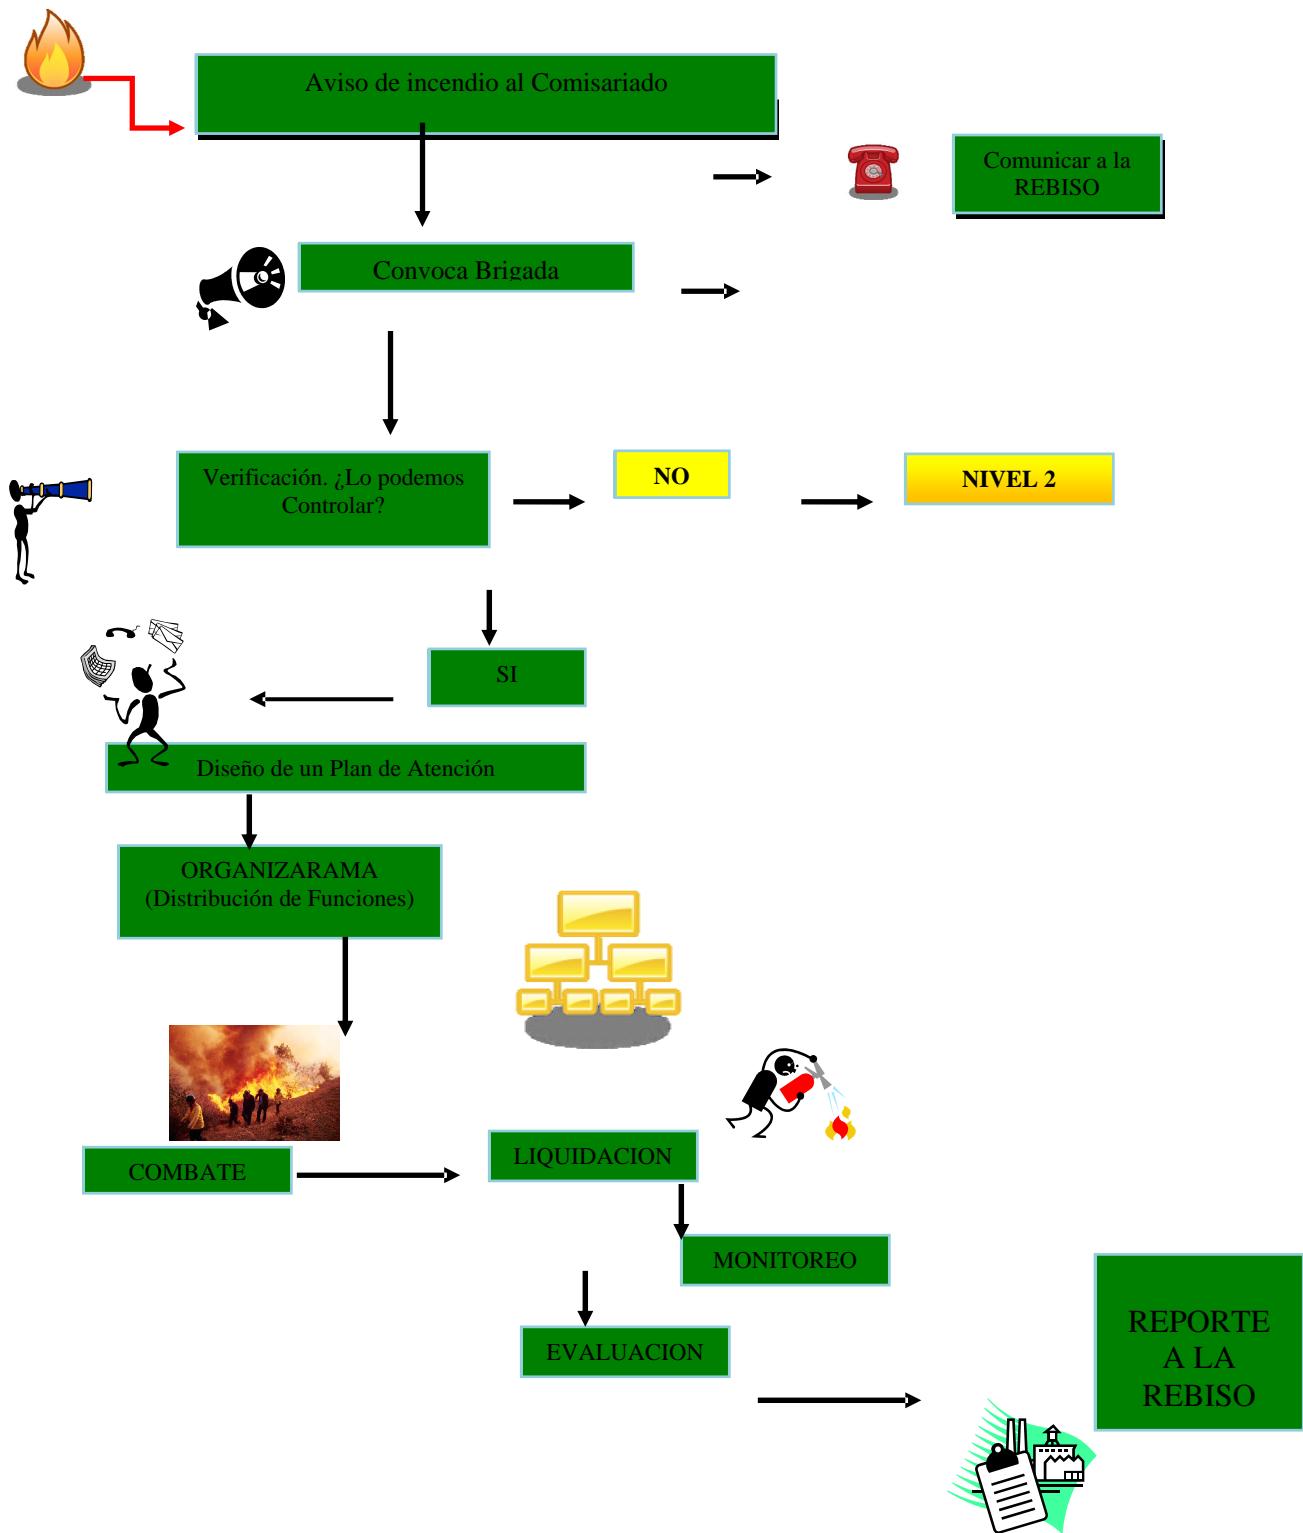 Aviso de incendio al Comisariado
Comunicar a la
REBISO
Convoca Brigada
Verificación. ¿Lo podemos
Controlar?
NO
NIVEL 2
SI
Diseño de un Plan de Atención
ORGANIZARAMA
(Distribución de Funciones)
COMBATE
LIQUIDACION
MONITOREO
EVALUACION
REPORTE
A LA
REBISO